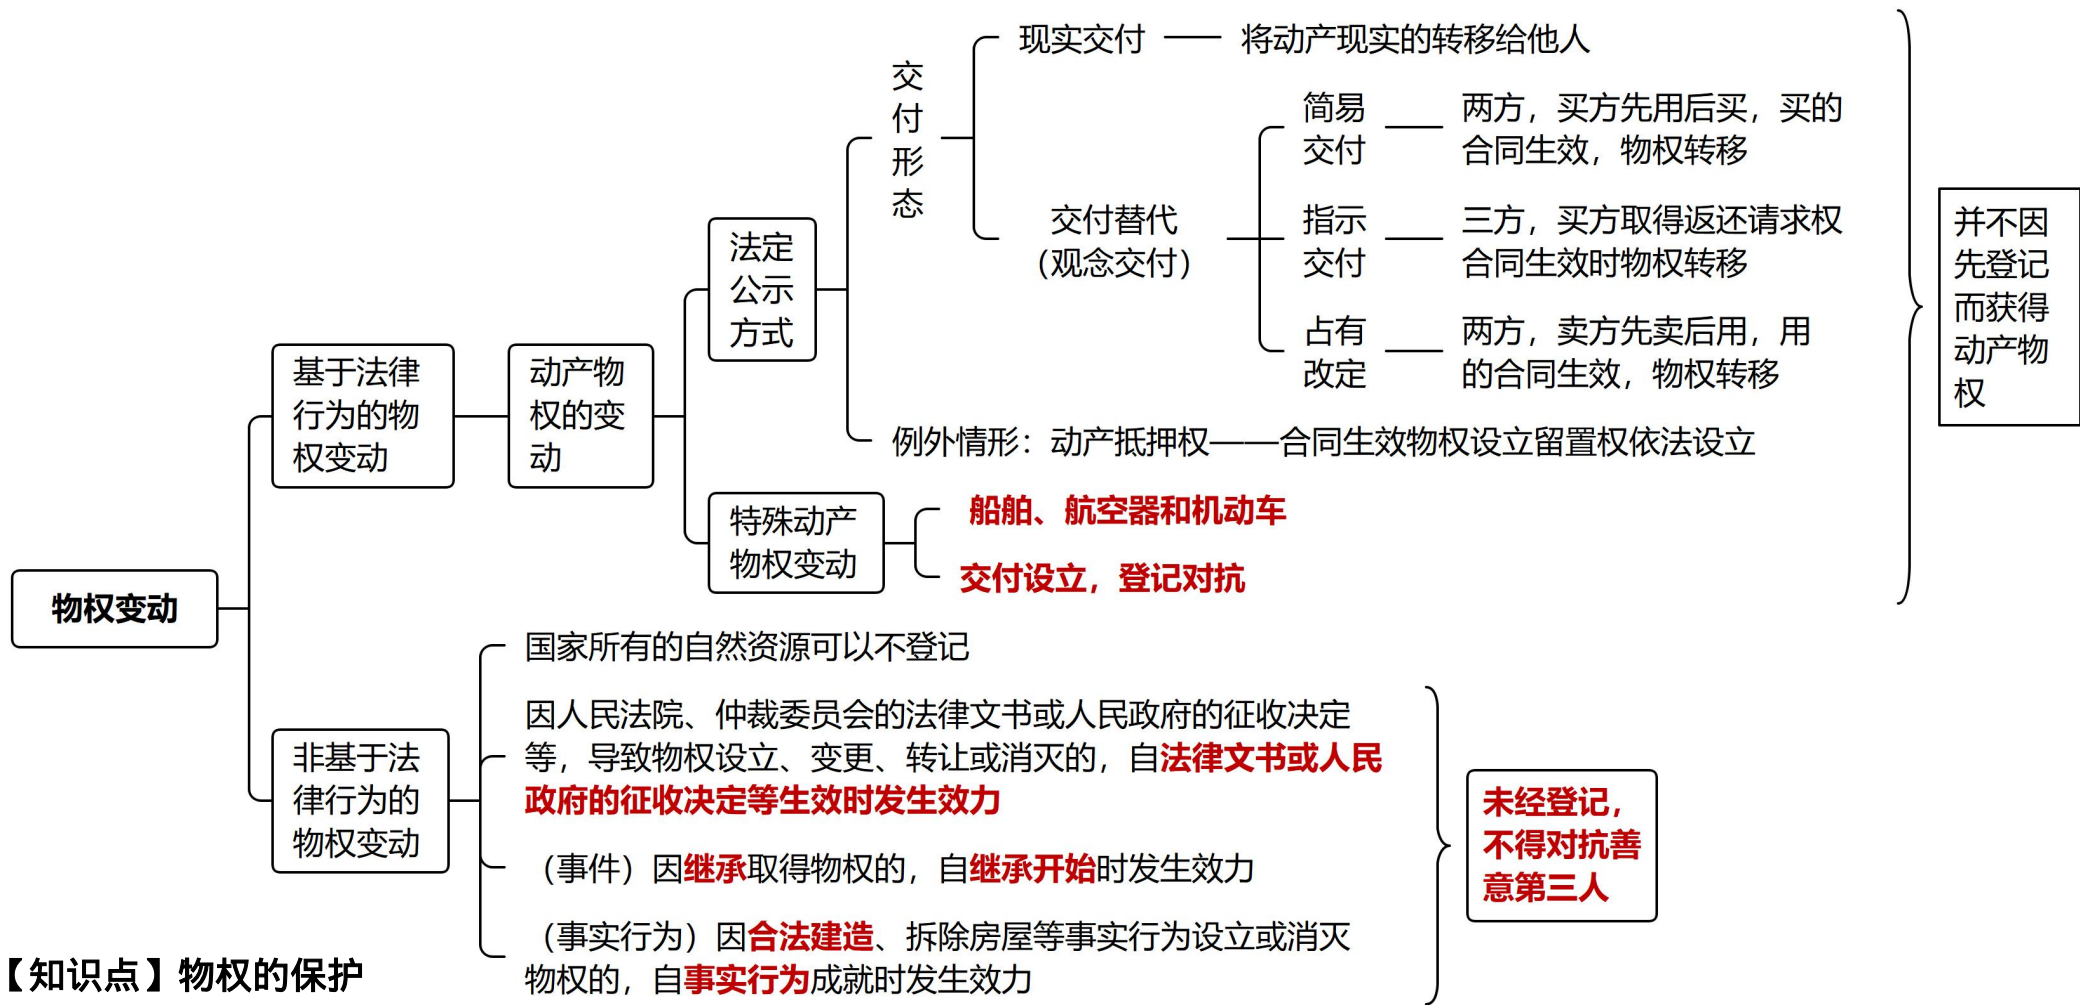 物权变动
基于法律
行为的物
权变动
动产物
权的变
动
法定
公示
方式
交
付
形
态
现实交付
将动产现实的转移给他人
交付替代
（观念交付）
简易
交付
两方，买方先用后买，买的
合同生效，物权转移
指示
交付
三方，买方取得返还请求权
合同生效时物权转移
占有
改定
两方，卖方先卖后用，用
的合同生效，物权转移
例外情形：动产抵押权——合同生效物权设立留置权依法设立
特殊动产
物权变动
船舶、航空器和机动车
交付设立，登记对抗
并不因
先登记
而获得
动产物
权
非基于法
律行为的
物权变动
国家所有的自然资源可以不登记
因人民法院、仲裁委员会的法律文书或人民政府的征收决定
等，导致物权设立、变更、转让或消灭的，自法律文书或人民
政府的征收决定等生效时发生效力
（事件）因继承取得物权的，自继承开始时发生效力
（事实行为）因合法建造、拆除房屋等事实行为设立或消灭
物权的，自事实行为成就时发生效力
未经登记，
不得对抗善
意第三人
【知识点】物权的保护